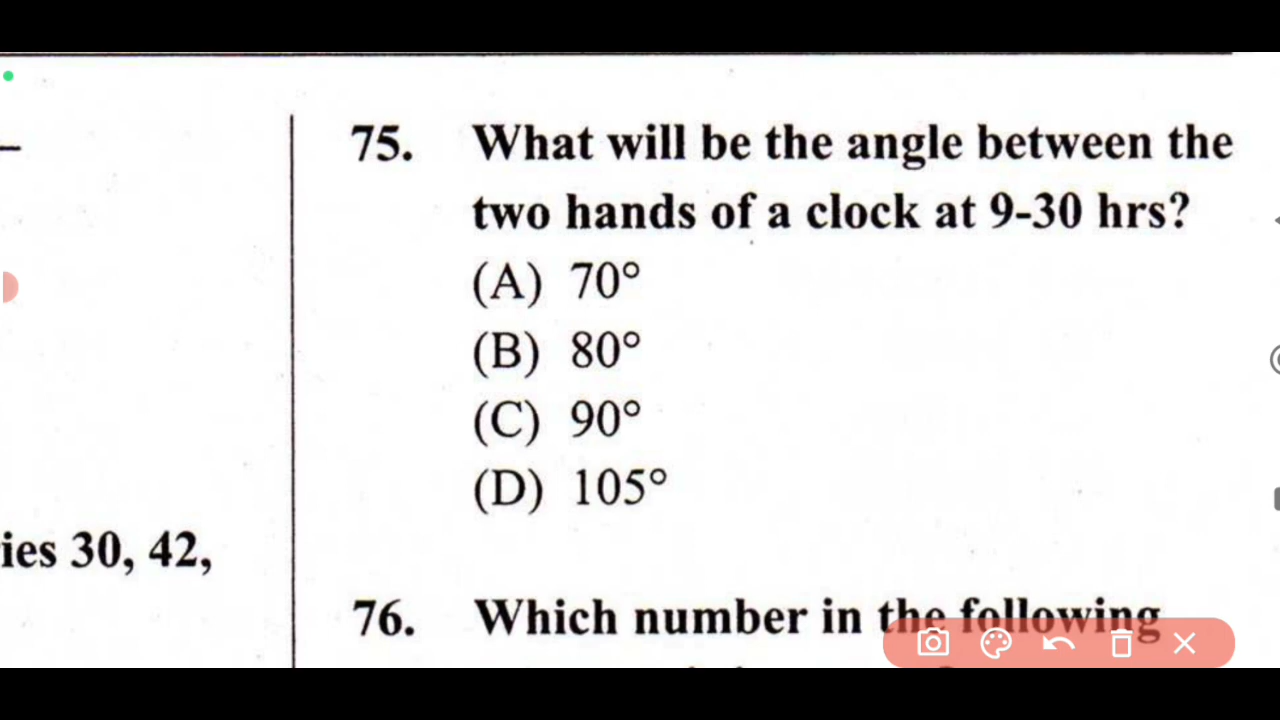 75. What will be the angle between the
two hands of a clock at 9-30 hrs?
(A) 70°
(B) 80°
(C) 90°
(D) 105°
ies 30, 42,
76. Which number in the following